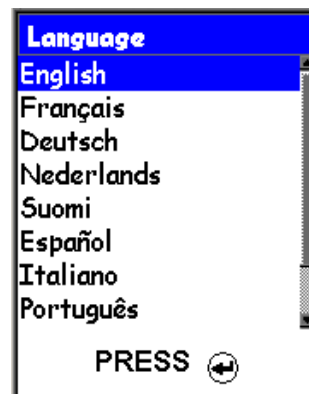 Language
English
Français
Deutsch
Nederlands
Suomi
Español
Italiano
Português
PRESS